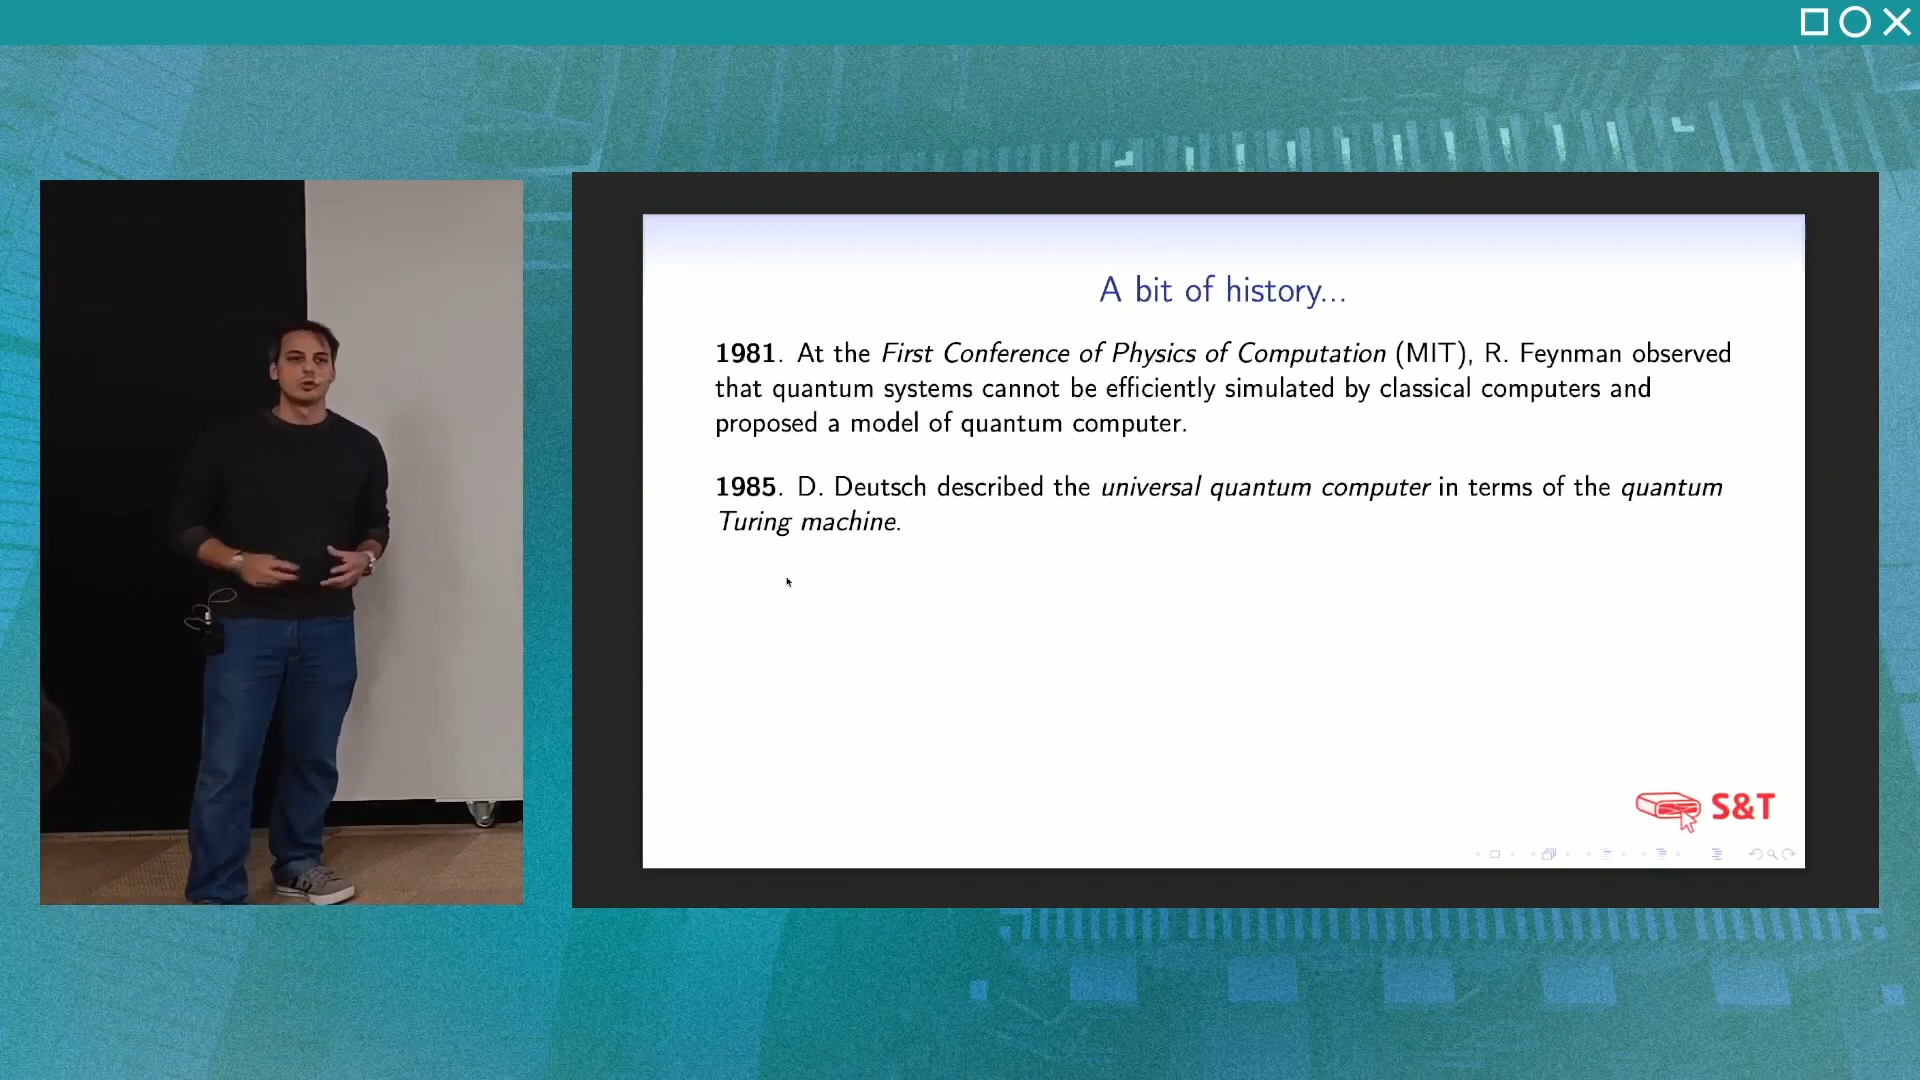 A bit of history...
1981. At the First Conference of Physics of Computation (MIT), R. Feynman observed
that quantum systems cannot be efficiently simulated by classical computers and
proposed a model of quantum computer.
1985. D. Deutsch described the universal quantum computer in terms of the quantum
Turing machine.
S&T